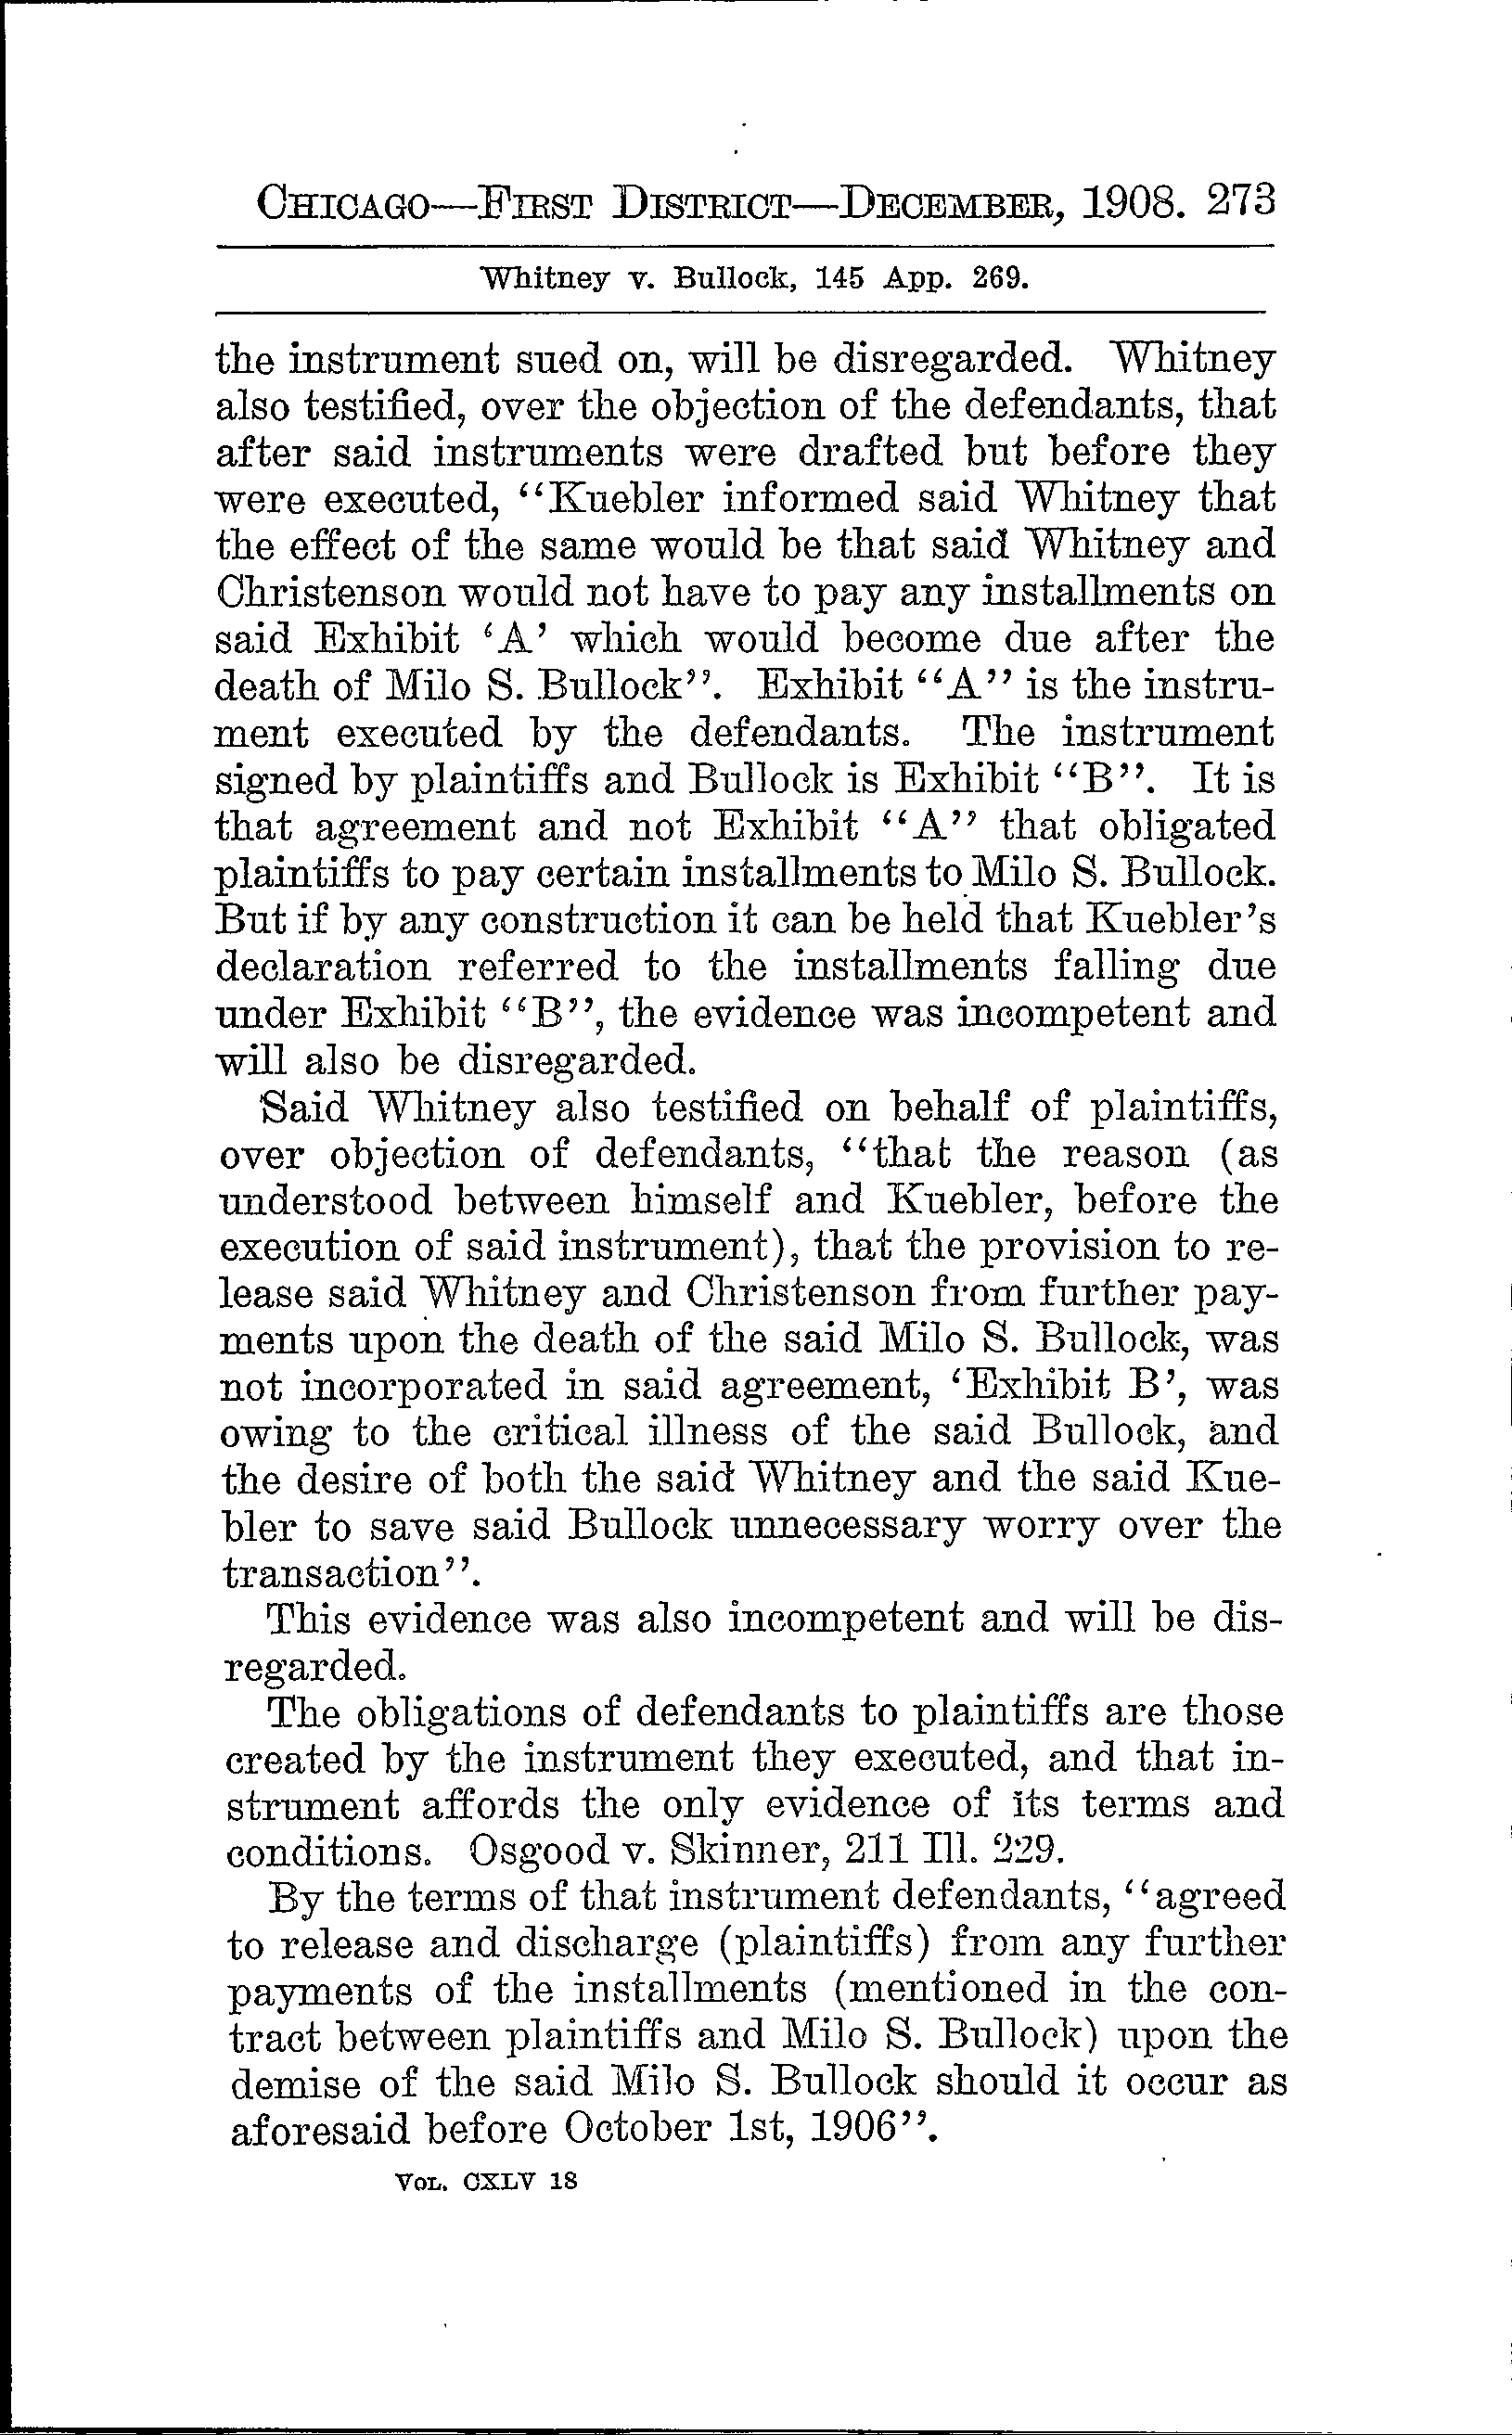 CHICAGO—FIRST DISTRICT—DECEMBER, 1908. 273
Whitney v. Bullock, 145 App. 269.
the instrument sued on, will be disregarded. Whitney
also testified, over the objection of the defendants, that
after said instruments were drafted but before they
were executed, "Kuebler informed said Whitney that
the effect of the same would be that said Whitney and
Christenson would not have to pay any installments on
said Exhibit 'A' which would become due after the
death of Milo S. Bullock". Exhibit "A" is the instru-
ment executed by the defendants. The instrument
signed by plaintiffs and Bullock is Exhibit "B". It is
that agreement and not Exhibit "A" that obligated
plaintiffs to pay certain installments to Milo S. Bullock.
But if by any construction it can be held that Kuebler's
declaration referred to the installments falling due
under Exhibit "B", the evidence was incompetent and
will also be disregarded.
Said Whitney also testified on behalf of plaintiffs,
over objection of defendants, "that the reason (as
understood between himself and Kuebler, before the
execution of said instrument), that the provision to re-
lease said Whitney and Christenson from further pay-
ments upon the death of the said Milo S. Bullock, was
not incorporated in said agreement, 'Exhibit B', was
owing to the critical illness of the said Bullock, and
the desire of both the said Whitney and the said Kue-
bler to save said Bullock unnecessary worry over the
transaction".
This evidence was also incompetent and will be dis-
regarded.
The obligations of defendants to plaintiffs are those
created by the instrument they executed, and that in-
strument affords the only evidence of its terms and
conditions. Osgood v. Skinner, 211 Ill. 229.
By the terms of that instrument defendants, "agreed
to release and discharge (plaintiffs) from any further
payments of the installments (mentioned in the con-
tract between plaintiffs and Milo S. Bullock) upon the
demise of the said Milo S. Bullock should it occur as
aforesaid before October 1st, 1906".
VOL. CXLV 18